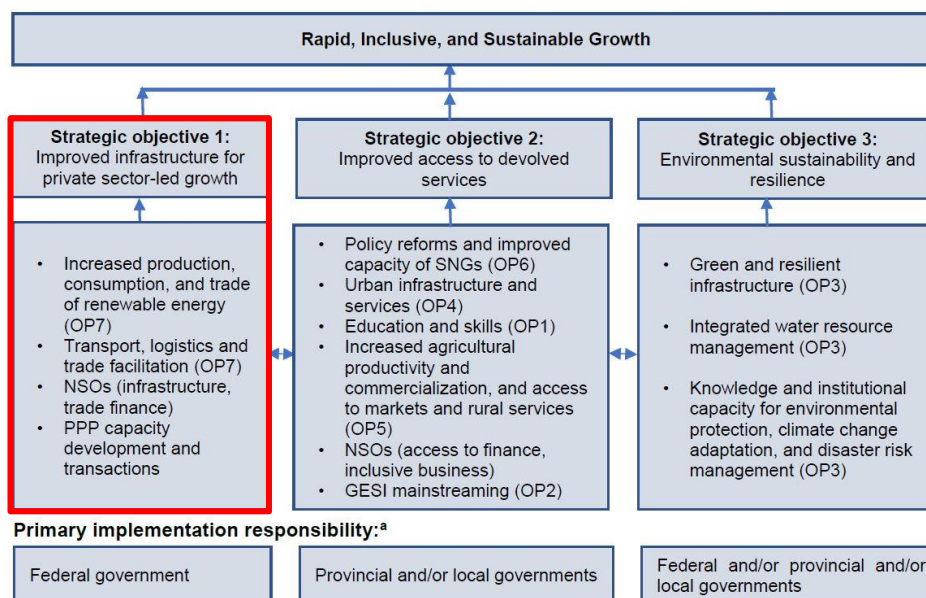 Rapid, Inclusive, and Sustainable Growth
Strategic objective 1:
Improved infrastructure for
private sector-led growth
Strategic objective 2:
Improved access to devolved
services
Strategic objective 3:
Environmental sustainability and
resilience
• Increased production,
consumption, and trade
of renewable energy
(OP7)
• Transport, logistics and
trade facilitation (OP7)
• NSOs (infrastructure,
trade finance)
• PPP capacity
development and
transactions
• Policy reforms and improved
capacity of SNGs (OP6)
• Urban infrastructure and
services (OP4)
• Education and skills (OP1)
• Increased agricultural
productivity and
commercialization, and access
to markets and rural services
(OP5)
• NSOs (access to finance,
inclusive business)
• GESI mainstreaming (OP2)
• Green and resilient
infrastructure (OP3)
• Integrated water resource
management (OP3)
• Knowledge and institutional
capacity for environmental
protection, climate change
adaptation, and disaster risk
management (OP3)
Primary implementation responsibility:ª
Federal government
Provincial and/or local governments
Federal and/or provincial and/or
local governments